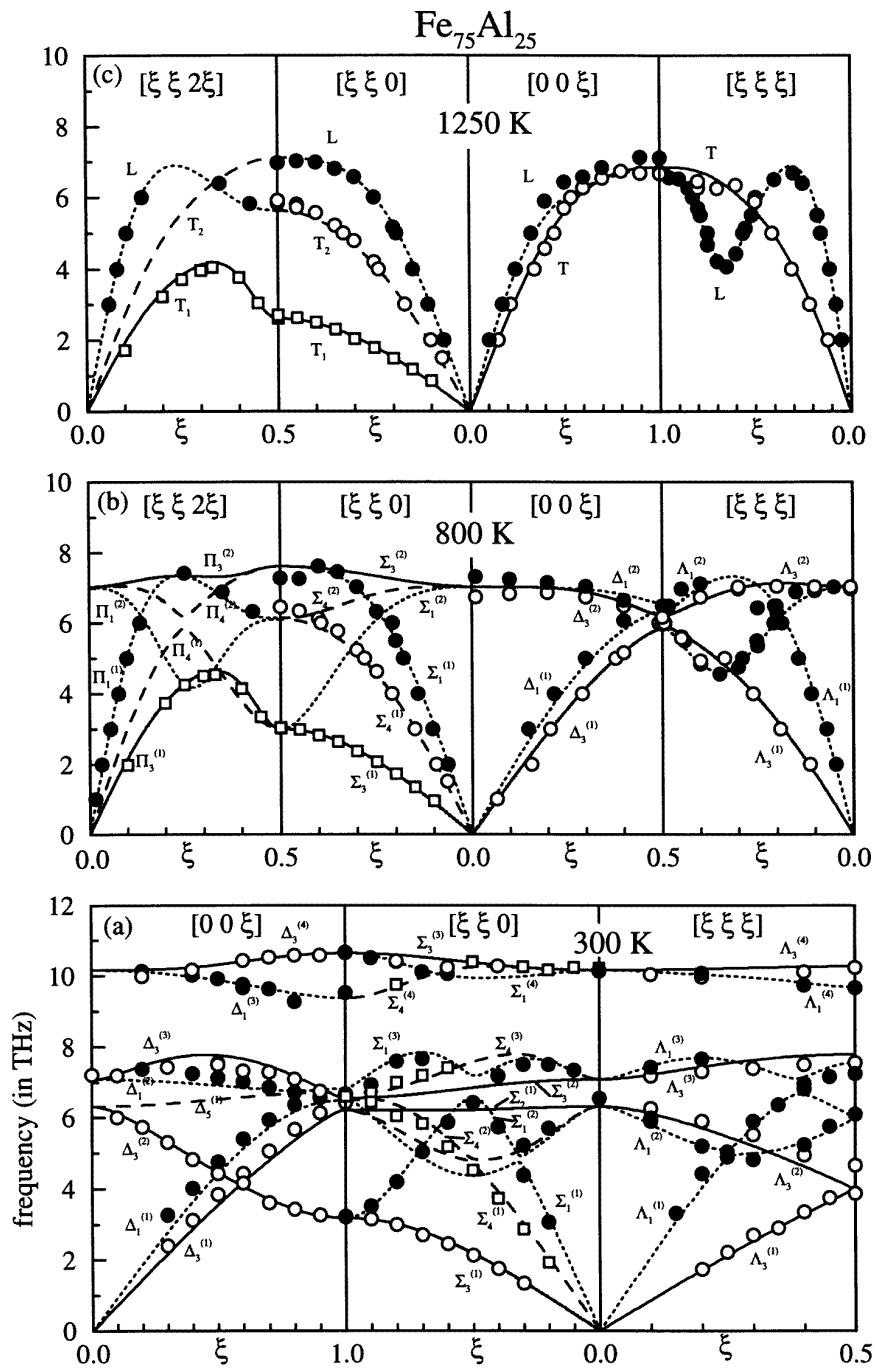 Fe₇₅Al₂₅
10
(c) [ξ ξ 2ξ] [ξ ξ 0] [0 0 ξ] [ξ ξ ξ]
1250 K
8
L L T
L
6
T₂ T₂
4
T₁ T L
2
T₁
0
0.0 ξ 0.5 ξ 0.0 ξ 1.0 ξ 0.0
10
(b) [ξ ξ 2ξ] [ξ ξ 0] [0 0 ξ] [ξ ξ ξ]
800 K
8
Π₃⁽²⁾ Σ₃⁽²⁾ Δ₁⁽²⁾ Λ₁⁽²⁾ Λ₃⁽²⁾
Π₁⁽²⁾ Π₄⁽²⁾ Σ₄⁽²⁾ Σ₁⁽²⁾ Δ₃⁽²⁾
6
Π₄⁽¹⁾
Π₁⁽¹⁾ Σ₁⁽¹⁾ Δ₁⁽¹⁾ Λ₁⁽¹⁾
4
Σ₄⁽¹⁾ Δ₃⁽¹⁾ Λ₃⁽¹⁾
2
Π₃⁽¹⁾ Σ₃⁽¹⁾
0
0.0 ξ 0.5 ξ 0.0 ξ 0.5 ξ 0.0
12
(a) [0 0 ξ] [ξ ξ 0] [ξ ξ ξ]
300 K
Δ₃⁽⁴⁾ Σ₃⁽³⁾ Λ₃⁽⁴⁾
10
Δ₁⁽³⁾ Σ₄⁽⁴⁾ Σ₁⁽⁴⁾ Λ₁⁽⁴⁾
8
Δ₃⁽³⁾ Σ₁⁽³⁾ Σ₄⁽³⁾ Λ₁⁽³⁾
Δ₁⁽²⁾ Δ₅⁽¹⁾ Σ₂⁽¹⁾ Σ₃⁽²⁾ Λ₃⁽³⁾
6
Δ₃⁽²⁾ Σ₄⁽²⁾ Σ₁⁽²⁾ Λ₁⁽²⁾ Λ₃⁽²⁾
4
Δ₁⁽¹⁾ Σ₄⁽¹⁾ Σ₁⁽¹⁾ Λ₁⁽¹⁾
2
Δ₃⁽¹⁾ Σ₃⁽¹⁾ Λ₃⁽¹⁾
0
0.0 ξ 1.0 ξ 0.0 ξ 0.5
frequency (in THz)